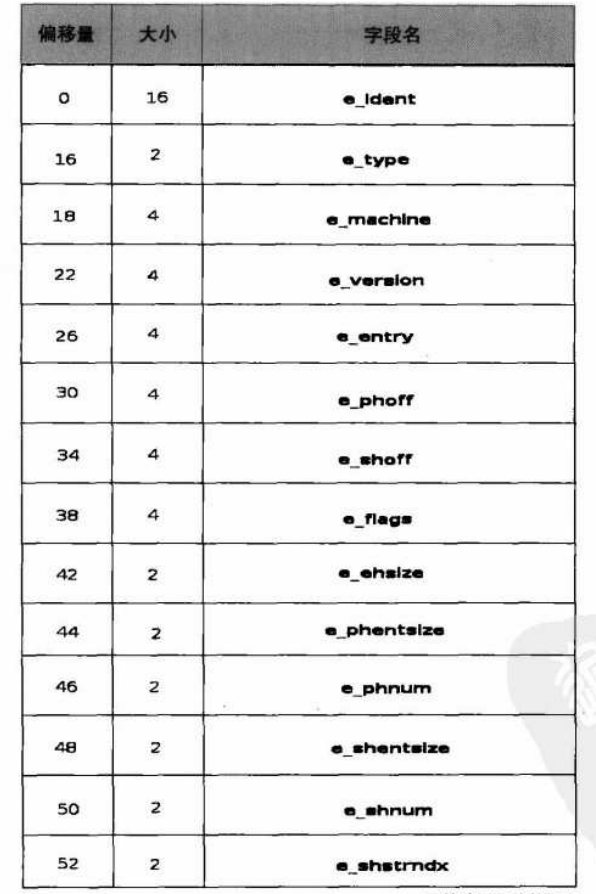 偏移量 大小 字段名
0 16 e_ident
16 2 e_type
18 4 e_machine
22 4 e_version
26 4 e_entry
30 4 e_phoff
34 4 e_shoff
38 4 e_flags
42 2 e_ehsize
44 2 e_phentsize
46 2 e_phnum
48 2 e_shentsize
50 2 e_shnum
52 2 e_shstrndx